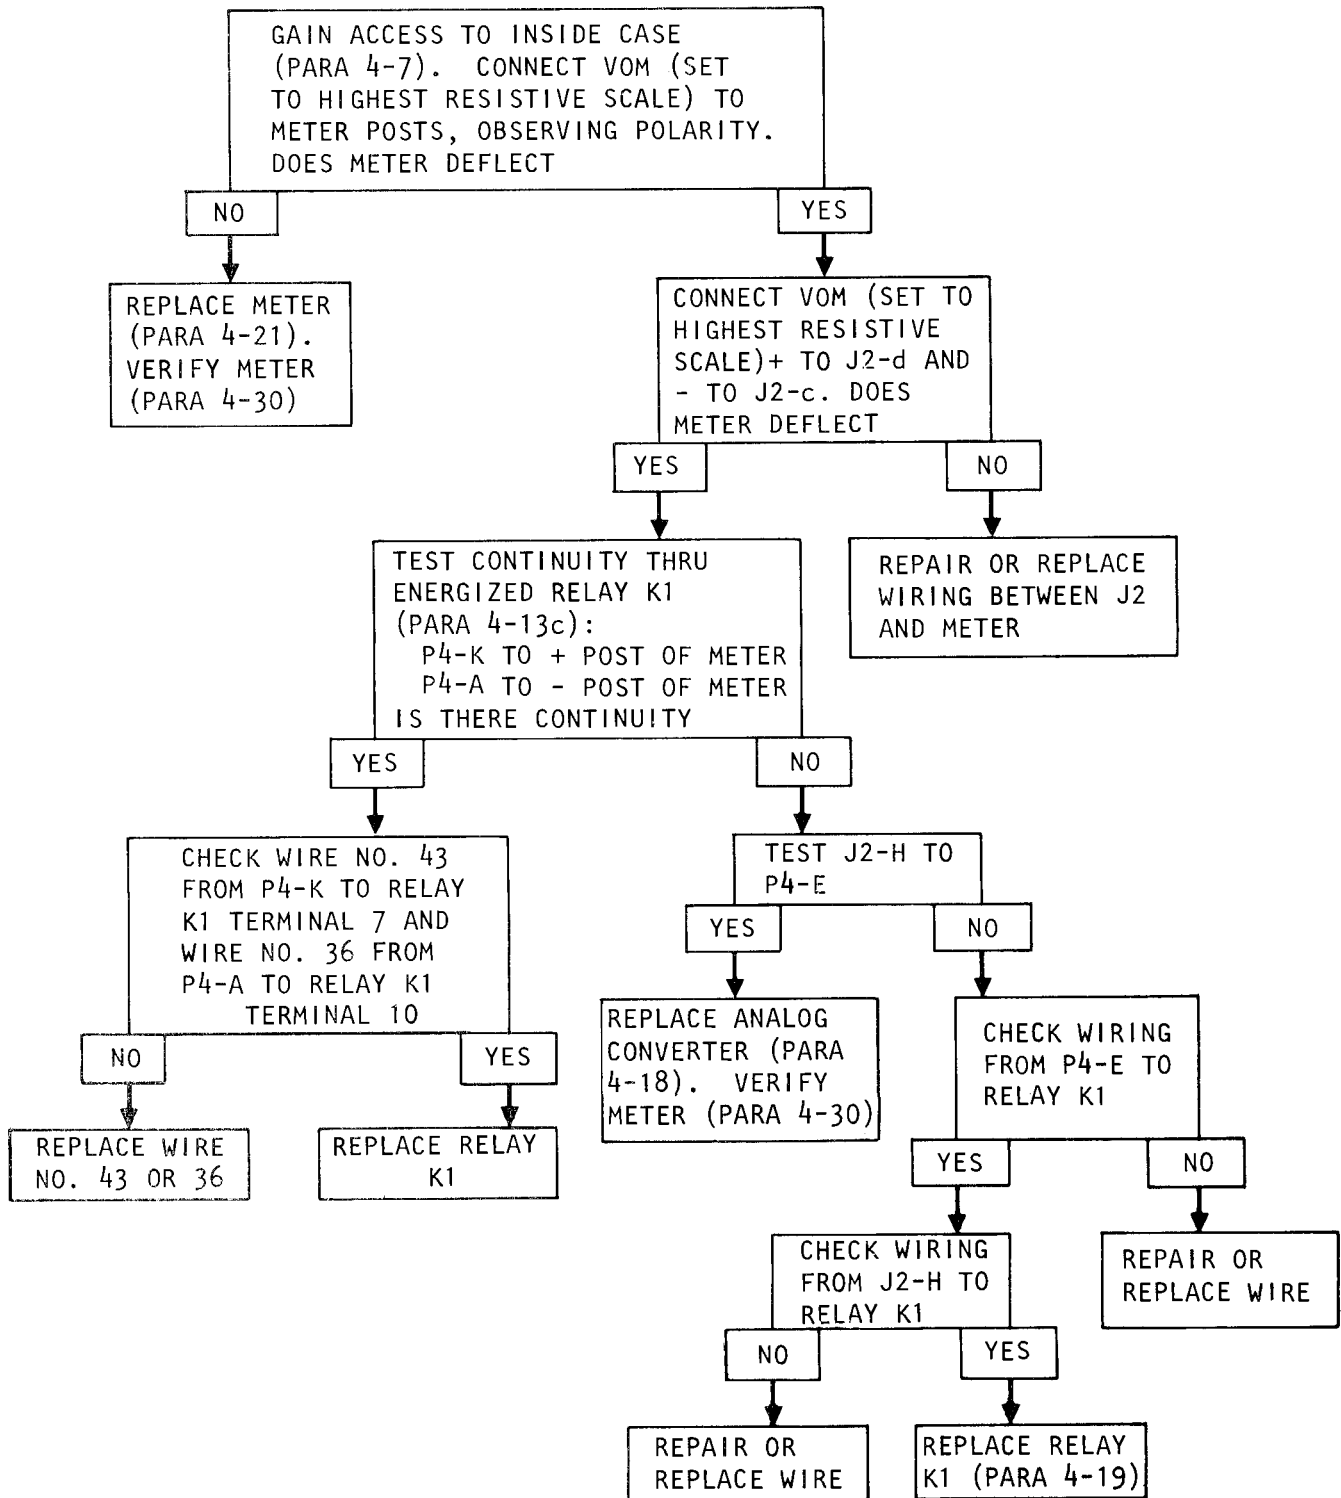 GAIN ACCESS TO INSIDE CASE
(PARA 4-7). CONNECT VOM (SET
TO HIGHEST RESISTIVE SCALE) TO
METER POSTS, OBSERVING POLARITY.
DOES METER DEFLECT
NO
YES
REPLACE METER
(PARA 4-21).
VERIFY METER
(PARA 4-30)
CONNECT VOM (SET TO
HIGHEST RESISTIVE
SCALE)+ TO J2-d AND
- TO J2-c. DOES
METER DEFLECT
YES
NO
TEST CONTINUITY THRU
ENERGIZED RELAY K1
(PARA 4-13c):
P4-K TO + POST OF METER
P4-A TO - POST OF METER
IS THERE CONTINUITY
REPAIR OR REPLACE
WIRING BETWEEN J2
AND METER
YES
NO
CHECK WIRE NO. 43
FROM P4-K TO RELAY
K1 TERMINAL 7 AND
WIRE NO. 36 FROM
P4-A TO RELAY K1
TERMINAL 10
TEST J2-H TO
P4-E
YES
NO
NO
YES
REPLACE ANALOG
CONVERTER (PARA
4-18). VERIFY
METER (PARA 4-30)
CHECK WIRING
FROM P4-E TO
RELAY K1
REPLACE WIRE
NO. 43 OR 36
REPLACE RELAY
K1
YES
NO
CHECK WIRING
FROM J2-H TO
RELAY K1
REPAIR OR
REPLACE WIRE
NO
YES
REPAIR OR
REPLACE WIRE
REPLACE RELAY
K1 (PARA 4-19)